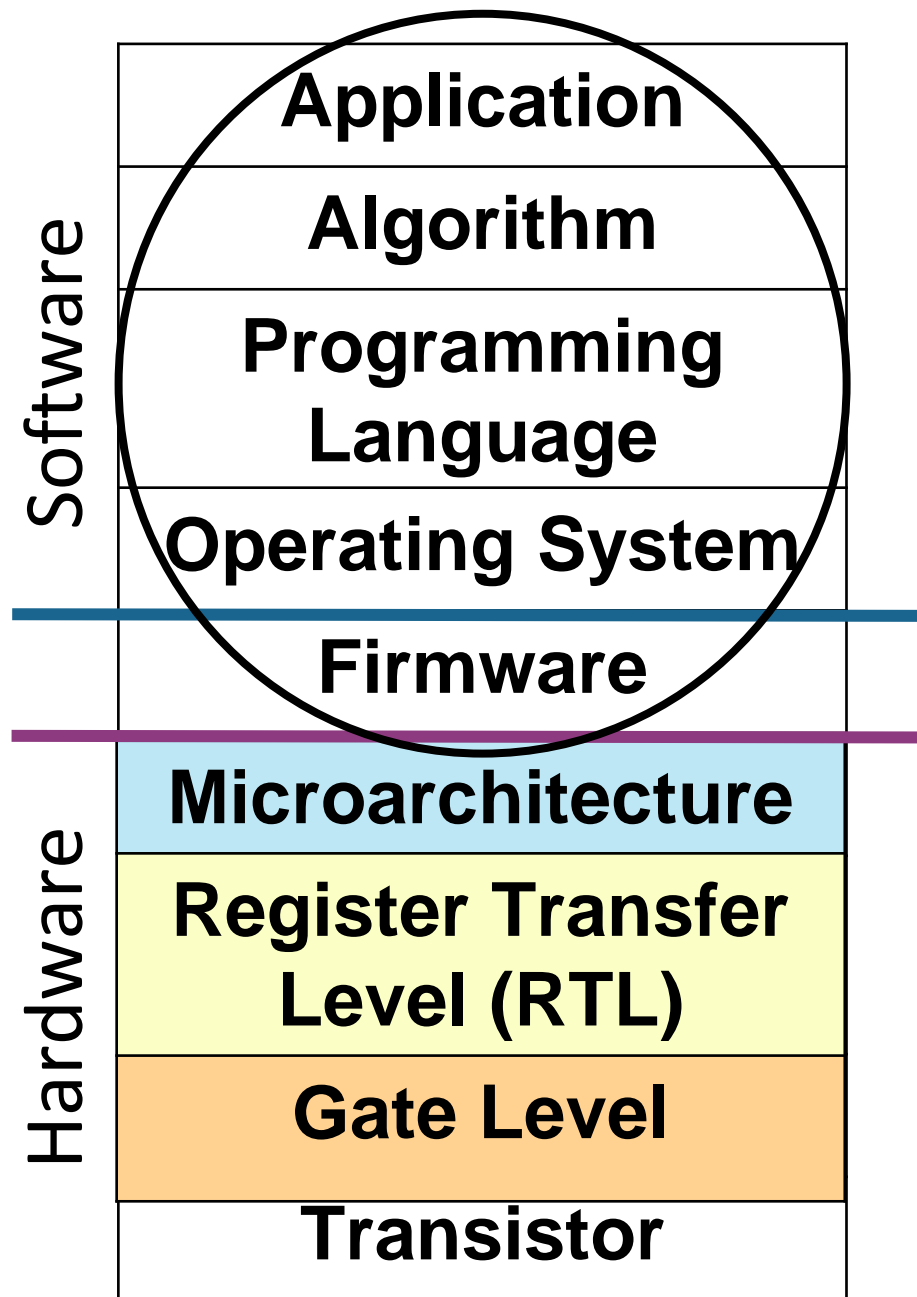 Software
Application
Algorithm
Programming
Language
Operating System
Firmware
Hardware
Microarchitecture
Register Transfer
Level (RTL)
Gate Level
Transistor